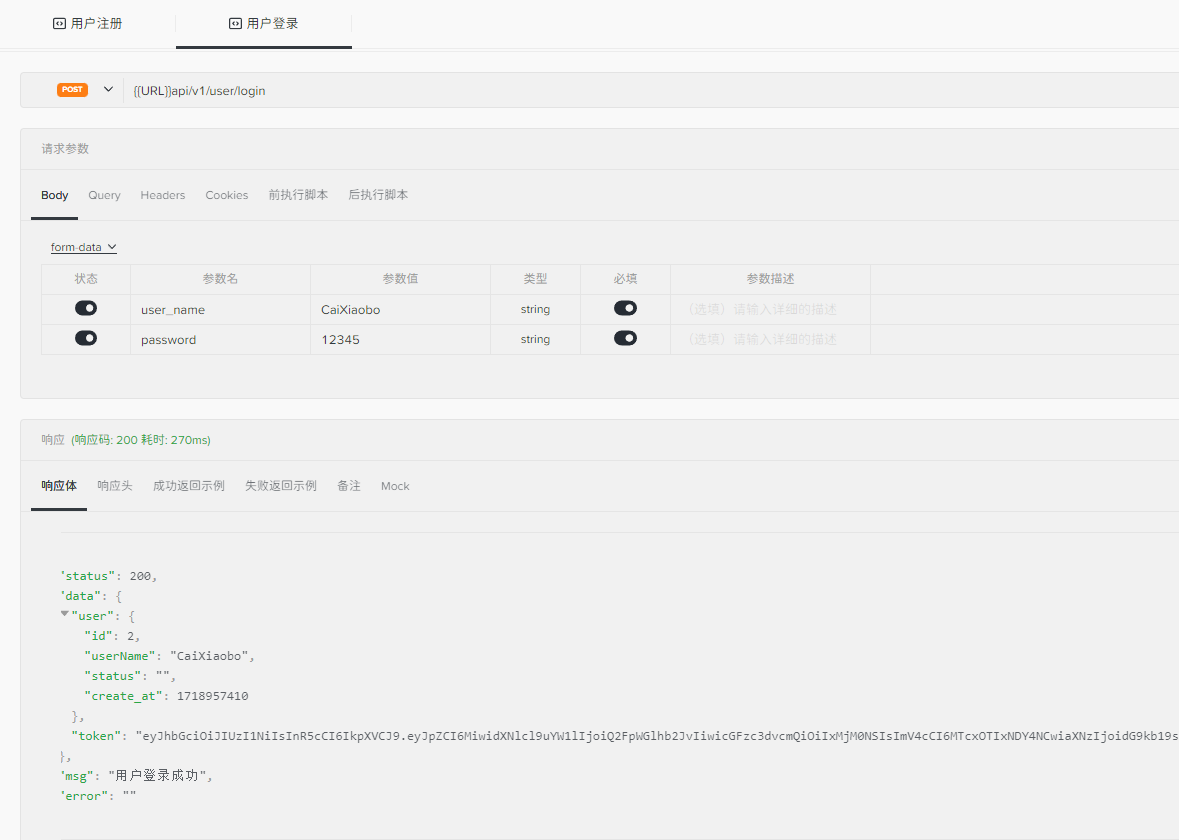 用户注册 用户登录
POST {{URL}}api/v1/user/login
请求参数
Body Query Headers Cookies 前执行脚本 后执行脚本
form-data
状态 参数名 参数值 类型 必填 参数描述
user_name CaiXiaobo string （选填）请输入详细的描述
password 12345 string （选填）请输入详细的描述
响应 (响应码: 200 耗时: 270ms)
响应体 响应头 成功返回示例 失败返回示例 备注 Mock
"status": 200,
"data": {
"user": {
"id": 2,
"userName": "CaiXiaobo",
"status": "",
"create_at": 1718957410
},
"token": "eyJhbGciOiJIUzI1NiIsInR5cCI6IkpXVCJ9.eyJpZCI6MiwidXNlcl9uYW1lIjoiQ2FpWGlhb2JvIiwicGFzc3dvcmQiOiIxMjM0NSIsImV4cCI6MTcxOTIxNDY4NCwiaXNzIjoidG9kb19s
},
"msg": "用户登录成功",
"error": ""